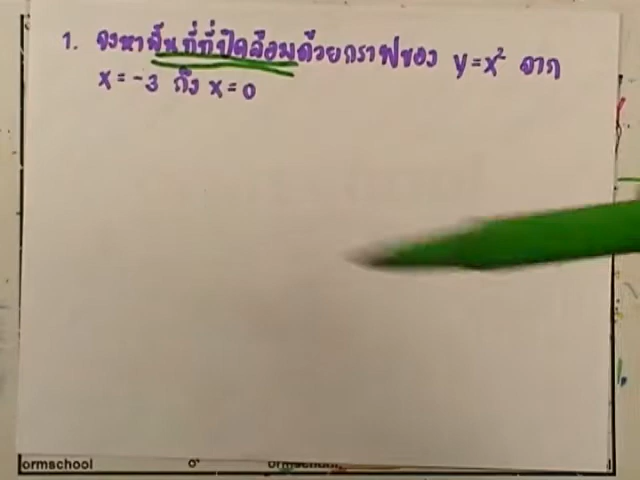 1. จงหาพื้นที่ที่ปิดล้อมด้วยกราฟของ y=x² จาก
x = -3 ถึง x = 0
ormschool